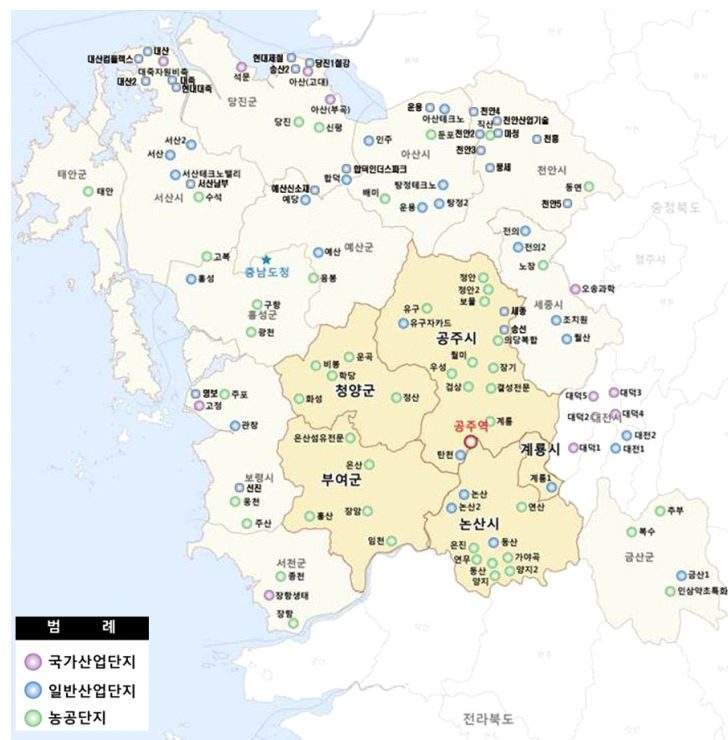 대산
대산컴플렉스
대죽자원비축
대산2
대죽
현대대죽
현대제철
송산2
당진1철강
석문
아산(고대)
아산(부곡)
당진군
당진
신평
운용
아산테크노
천안4
직산
천안산업기술
둔포
천안2
마정
천흥
인주
아산시
천안3
풍세
천안시
서산2
서산
서산테크노밸리
서산남부
수석
서산시
태안군
태안
합덕인더스파크
합덕
예산신소재
예당
배미
탕정테크노
탕정2
운용
동면
천안5
충청북도
청주시
전의
전의2
노장
오송과학
세종시
조치원
월산
고북
충남도청
예산
예산군
응봉
홍성
구항
홍성군
광천
정안
정안2
보물
유구
유구자카드
세종
송선
공주시
의당복합
월미
우성
장기
검상
결성전문
계룡
공주역
탄천
비봉
운곡
학당
청양군
화성
정산
영보
주포
고정
관창
대덕5
대덕3
대덕2
대덕4
대전시
대전2
대덕1
대전1
은산섬유전문
은산
부여군
홍산
장암
임천
계룡시
계룡1
논산
논산2
연산
논산시
은진
동산
연무
가야곡
동산
양지2
양지
보령시
선진
웅천
주산
서천군
종천
장항생태
장항
주부
복수
금산군
금산1
인삼약초특화
전라북도
범 례
국가산업단지
일반산업단지
농공단지